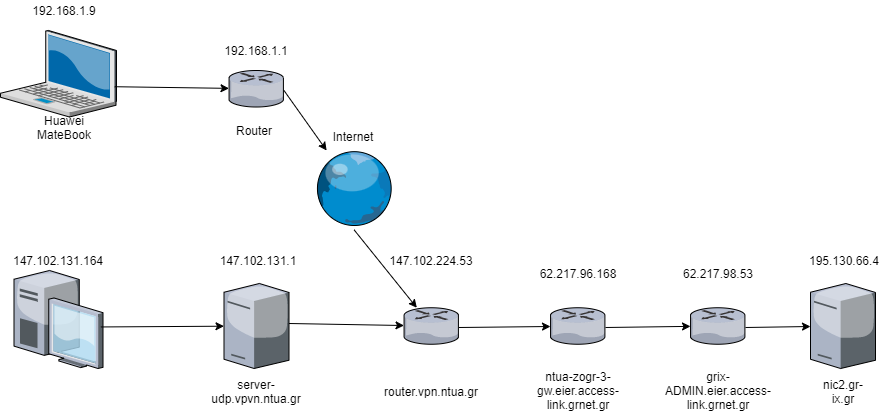 192.168.1.9
192.168.1.1
Huawei
MateBook
Router
Internet
147.102.131.164
147.102.131.1
147.102.224.53
62.217.96.168
62.217.98.53
195.130.66.4
server-
udp.vpvn.ntua.gr
router.vpn.ntua.gr
ntua-zogr-3-
gw.eier.access-
link.grnet.gr
grix-
ADMIN.eier.access-
link.grnet.gr
nic2.gr-
ix.gr